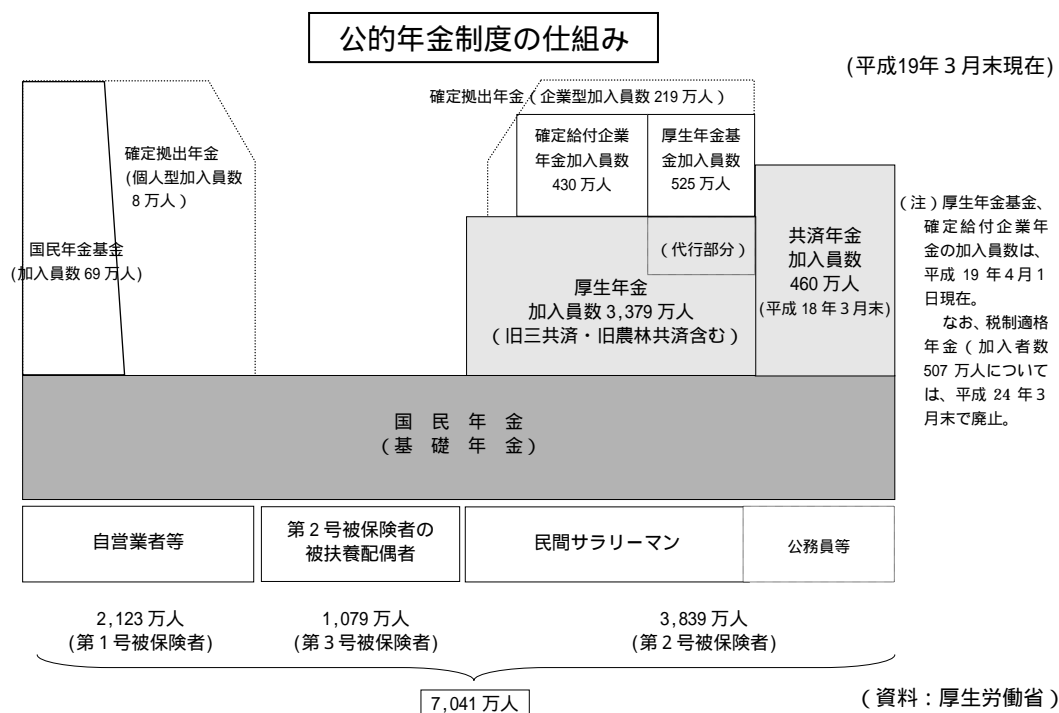 公的年金制度の仕組み
(平成19年3月末現在)
確定拠出年金
(個人型加入員数
8万人)
国民年金基金
(加入員数69万人)
確定拠出年金(企業型加入員数219万人)
確定給付企業
年金加入員数
430万人
厚生年金基
金加入員数
525万人
(代行部分)
厚生年金
加入員数3,379万人
(旧三共済・旧農林共済含む)
共済年金
加入員数
460万人
(平成18年3月末)
(注)厚生年金基金、
確定給付企業年
金の加入員数は、
平成19年4月1
日現在。
なお、税制適格
年金(加入者数
507万人については、
は、平成24年3
月末で廃止。
国民年金
(基礎年金)
自営業者等
第2号被保険者の
被扶養配偶者
民間サラリーマン
公務員等
2,123万人
(第1号被保険者)
1,079万人
(第3号被保険者)
3,839万人
(第2号被保険者)
7,041万人
(資料:厚生労働省)